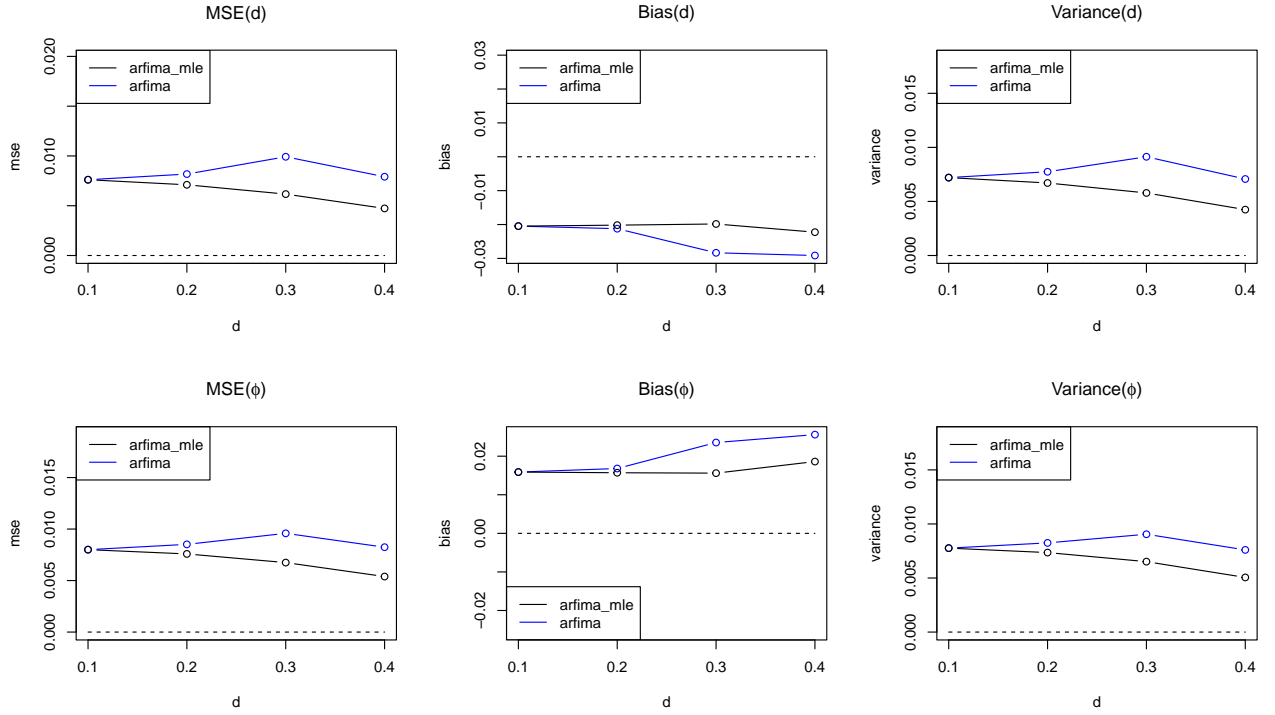 MSE(d)
mse
0.000
0.010
0.020
arfima_mle
arfima
0.1
0.2
0.3
0.4
d
Bias(d)
bias
−0.03
−0.01
0.01
0.03
arfima_mle
arfima
0.1
0.2
0.3
0.4
d
Variance(d)
variance
0.000
0.005
0.010
0.015
arfima_mle
arfima
0.1
0.2
0.3
0.4
d
MSE(ϕ)
mse
0.000
0.005
0.010
0.015
arfima_mle
arfima
0.1
0.2
0.3
0.4
d
Bias(ϕ)
bias
−0.02
0.00
0.02
arfima_mle
arfima
0.1
0.2
0.3
0.4
d
Variance(ϕ)
variance
0.000
0.005
0.010
0.015
arfima_mle
arfima
0.1
0.2
0.3
0.4
d